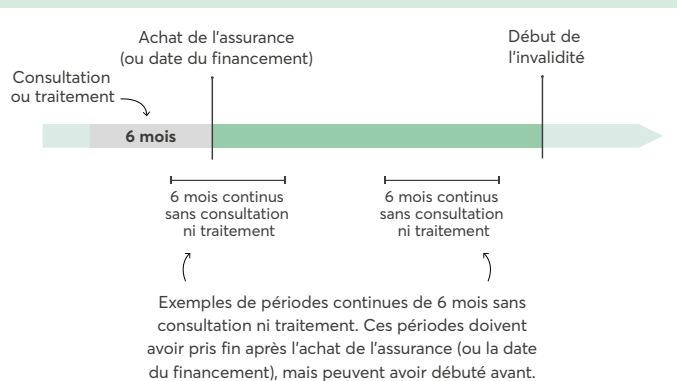 Achat de l'assurance
(ou date du financement)
Début de
l'invalidité
Consultation
ou traitement
6 mois
6 mois continus
sans consultation
ni traitement
6 mois continus
sans consultation
ni traitement
Exemples de périodes continues de 6 mois sans
consultation ni traitement. Ces périodes doivent
avoir pris fin après l'achat de l'assurance (ou la date
du financement), mais peuvent avoir débuté avant.